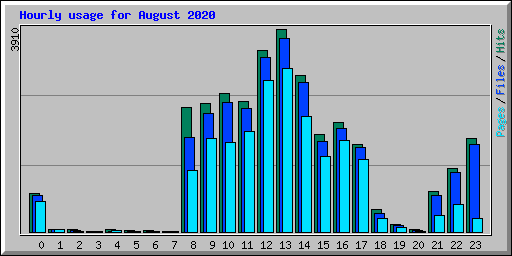 Hourly usage for August 2020
3910
Pages/Files/Hits
0 1 2 3 4 5 6 7 8 9 10 11 12 13 14 15 16 17 18 19 20 21 22 23